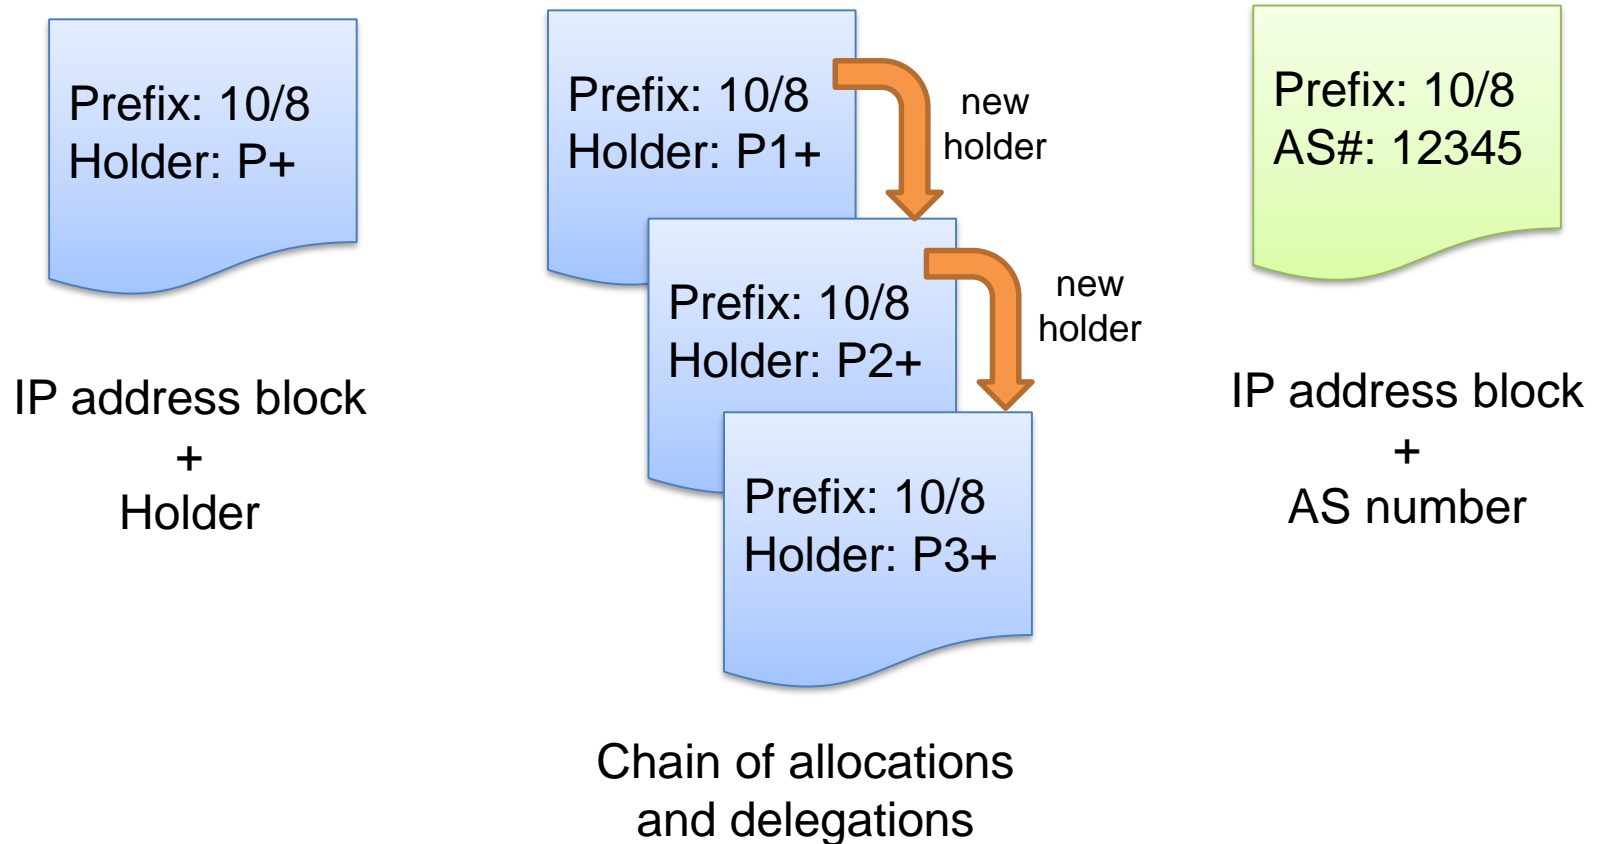 Prefix: 10/8
Holder: P+
IP address block
+
Holder
Prefix: 10/8
Holder: P1+
new
holder
Prefix: 10/8
Holder: P2+
new
holder
Prefix: 10/8
Holder: P3+
Chain of allocations
and delegations
Prefix: 10/8
AS#: 12345
IP address block
+
AS number